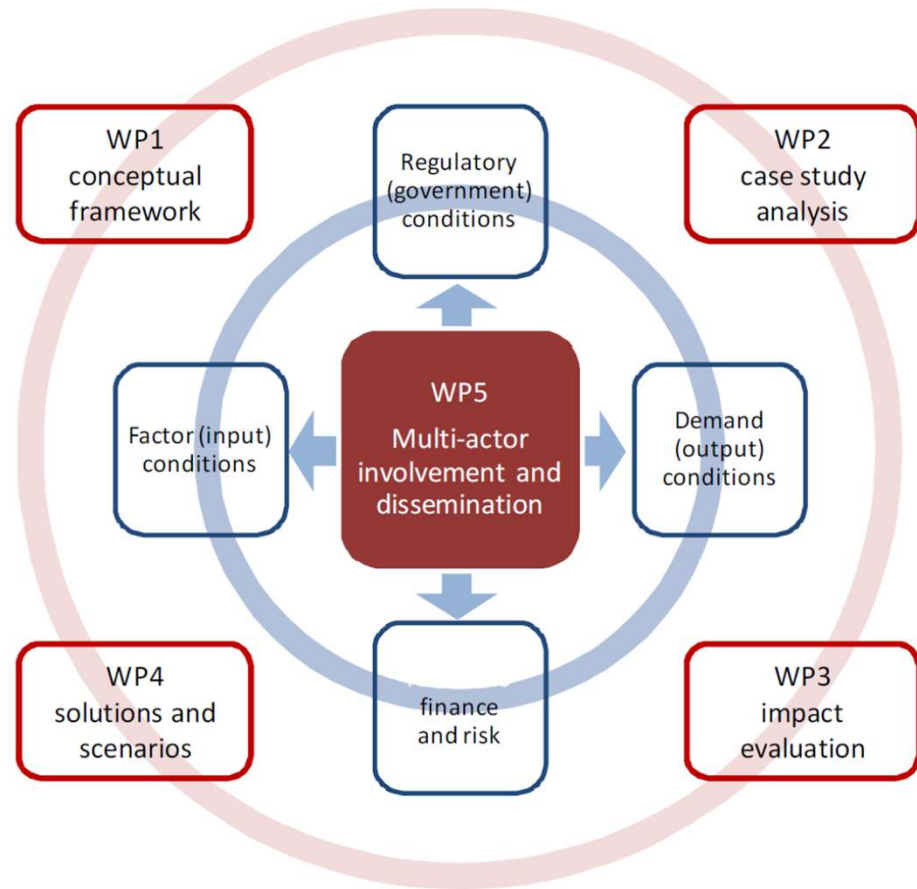 WP1
conceptual
framework
Regulatory
(government)
conditions
WP2
case study
analysis
Factor (input)
conditions
WP5
Multi-actor
involvement and
dissemination
Demand
(output)
conditions
WP4
solutions and
scenarios
finance
and risk
WP3
impact
evaluation